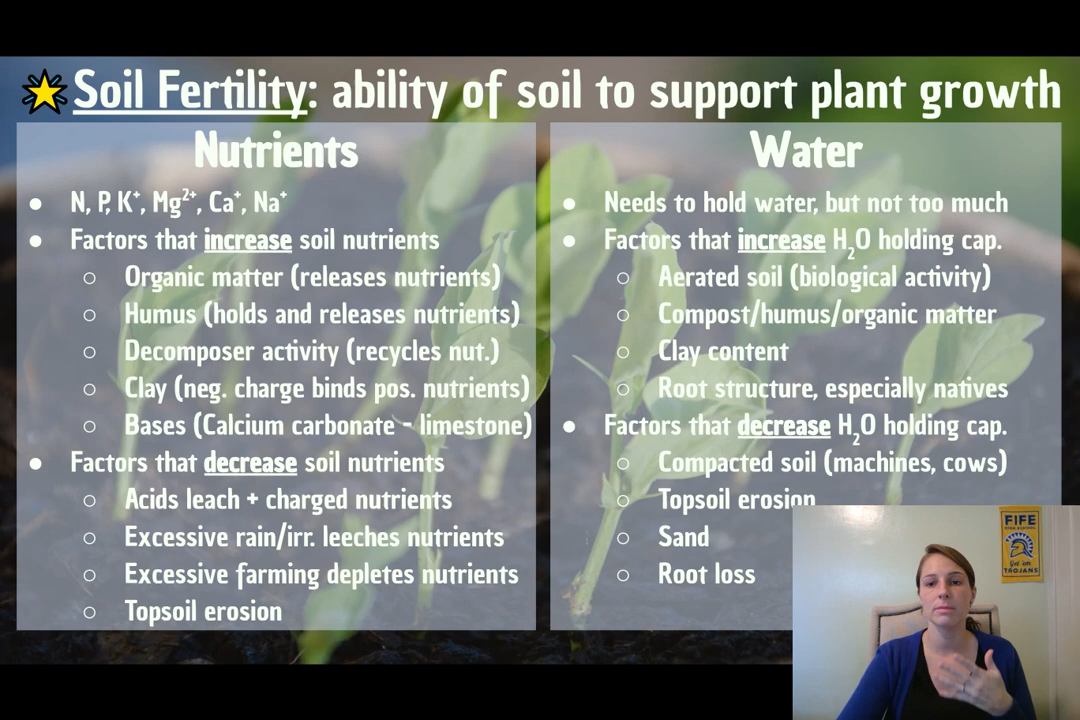 Soil Fertility: ability of soil to support plant growth
Nutrients
● N, P, K⁺, Mg²⁺, Ca⁺, Na⁺
● Factors that increase soil nutrients
○ Organic matter (releases nutrients)
○ Humus (holds and releases nutrients)
○ Decomposer activity (recycles nut.)
○ Clay (neg. charge binds pos. nutrients)
○ Bases (Calcium carbonate - limestone)
● Factors that decrease soil nutrients
○ Acids leach + charged nutrients
○ Excessive rain/irr. leeches nutrients
○ Excessive farming depletes nutrients
○ Topsoil erosion
Water
● Needs to hold water, but not too much
● Factors that increase H₂O holding cap.
○ Aerated soil (biological activity)
○ Compost/humus/organic matter
○ Clay content
○ Root structure, especially natives
● Factors that decrease H₂O holding cap.
○ Compacted soil (machines, cows)
○ Topsoil erosion
○ Sand
○ Root loss
FIFE
Get 'em
TROJANS